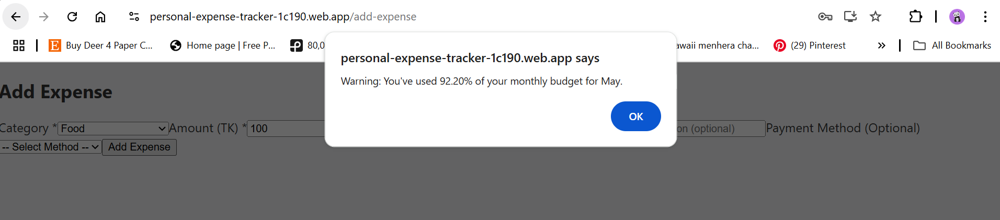 personal-expense-tracker-1c190.web.app/add-expense
Buy Deer 4 Paper C... Home page | Free P... 80,0 awaii menhera cha... (29) Pinterest » All Bookmarks
personal-expense-tracker-1c190.web.app says
Warning: You've used 92.20% of your monthly budget for May.
OK
Add Expense
Category * Food Amount (TK) * 100 on (optional) Payment Method (Optional)
-- Select Method -- Add Expense